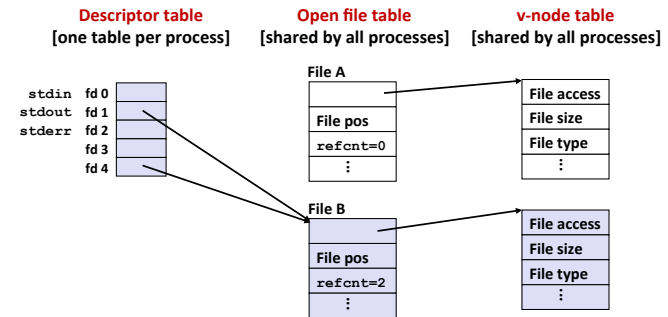 Descriptor table
[one table per process]
Open file table
[shared by all processes]
v-node table
[shared by all processes]
stdin fd 0
stdout fd 1
stderr fd 2
fd 3
fd 4
File A
File pos
refcnt=0
⋮
File access
File size
File type
⋮
File B
File pos
refcnt=2
⋮
File access
File size
File type
⋮